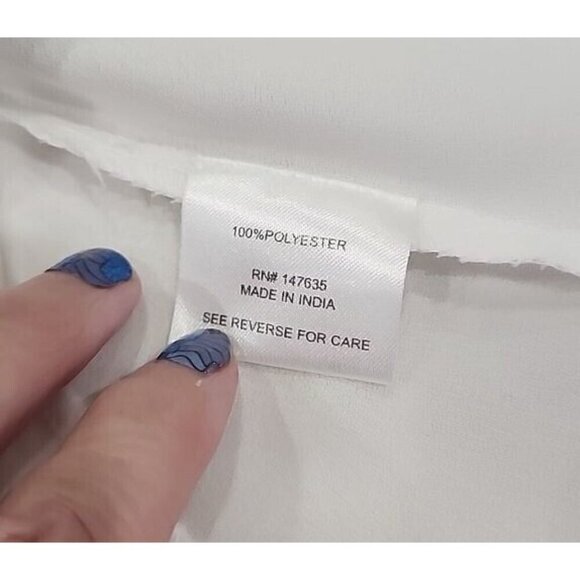 100%POLYESTER
RN# 147635
MADE IN INDIA
SEE REVERSE FOR CARE